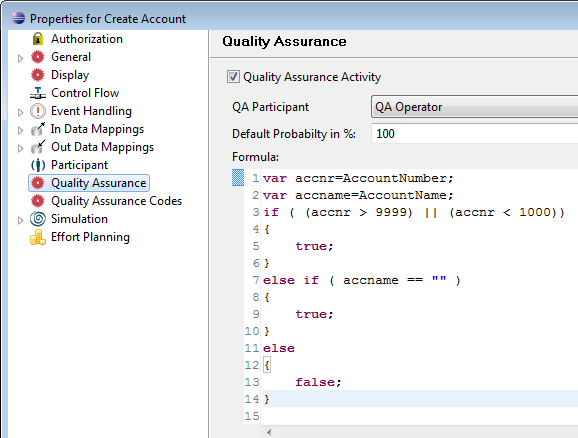 Properties for Create Account
Authorization
General
Display
Control Flow
Event Handling
In Data Mappings
Out Data Mappings
Participant
Quality Assurance
Quality Assurance Codes
Simulation
Effort Planning
Quality Assurance
Quality Assurance Activity
QA Participant QA Operator
Default Probabilty in %: 100
Formula:
1 var accnr=AccountNumber;
2 var accname=AccountName;
3 if ( (accnr > 9999) || (accnr < 1000))
4 {
5 true;
6 }
7 else if ( accname == "" )
8 {
9 true;
10 }
11 else
12 {
13 false;
14 }
15